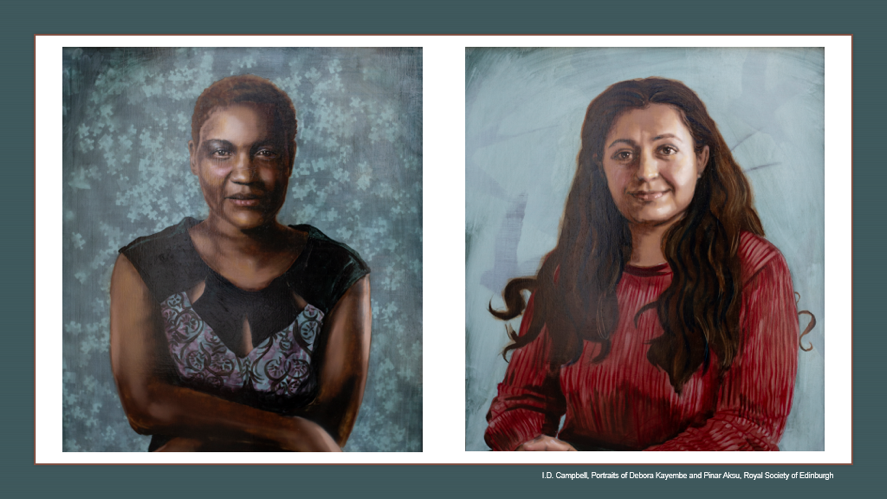 I.D. Campbell, Portraits of Debora Kayembe and Pinar Aksu, Royal Society of Edinburgh